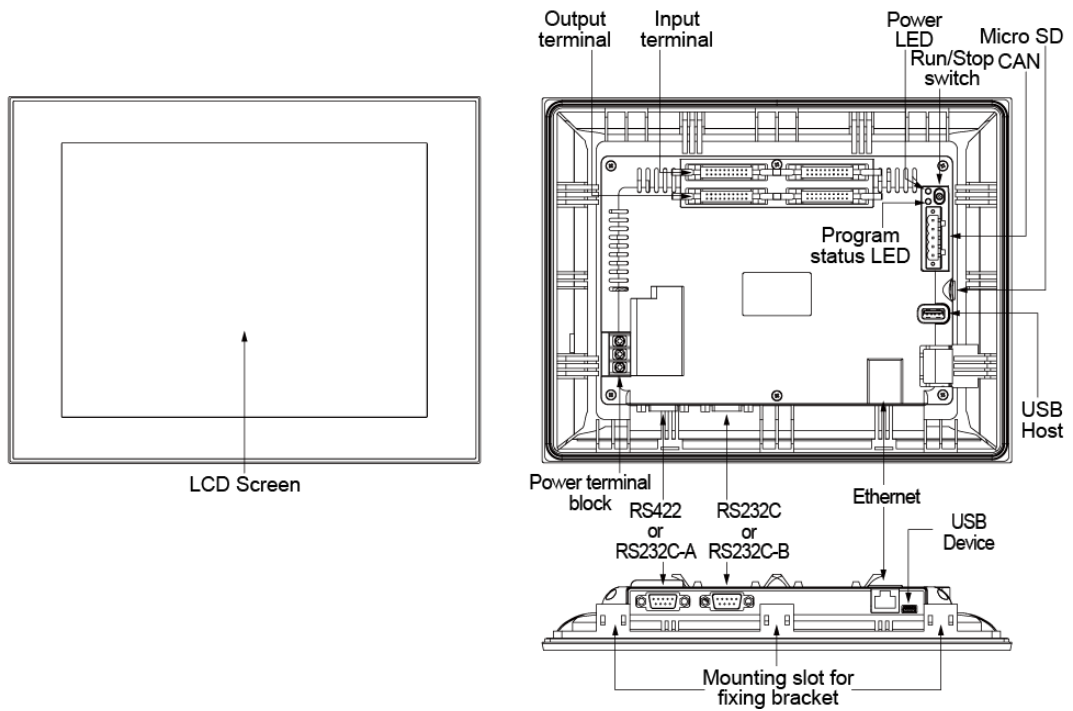 Output
terminal
Input
terminal
Power
LED
Run/Stop
switch
CAN
Micro SD
Program
status LED
USB
Host
LCD Screen
Power terminal
block
RS422
or
RS232C-A
RS232C
or
RS232C-B
Ethernet
USB
Device
Mounting slot for
fixing bracket